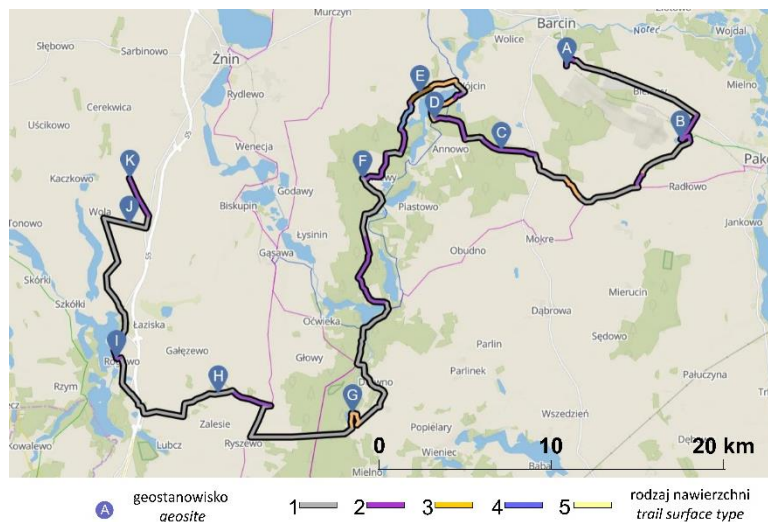 Murczyn
Barcin
Złotowo
Słębowo
Sarbinowo
Żnin
Wolice
A
Noteć
Wojdal
Mielno
Rydlewo
E
Cerekwica
D
Uścikowo
C
B
Wenecja
Annowo
K
F
Kaczkowo
Godawy
Radłowo
Biskupin
Piastowo
J
Wola
Jankowo
Łysinin
Mokre
Gąsawa
Obudno
S5
Skórki
Mierucin
Szkółki
Oćwieka
Dąbrowa
Łaziska
Sędowo
I
Parlin
Gałęzewo
Głowy
H
Parlinek
Pałuczyna
Rzym
G
Wszedzień
Zalesie
Popielary
Kowalewo
Lubcz
Ryszewo
Wieniec
Mielno
0 10 20 km
A geostanowisko 1 2 3 4 5 rodzaj nawierzchni
geosite trail surface type